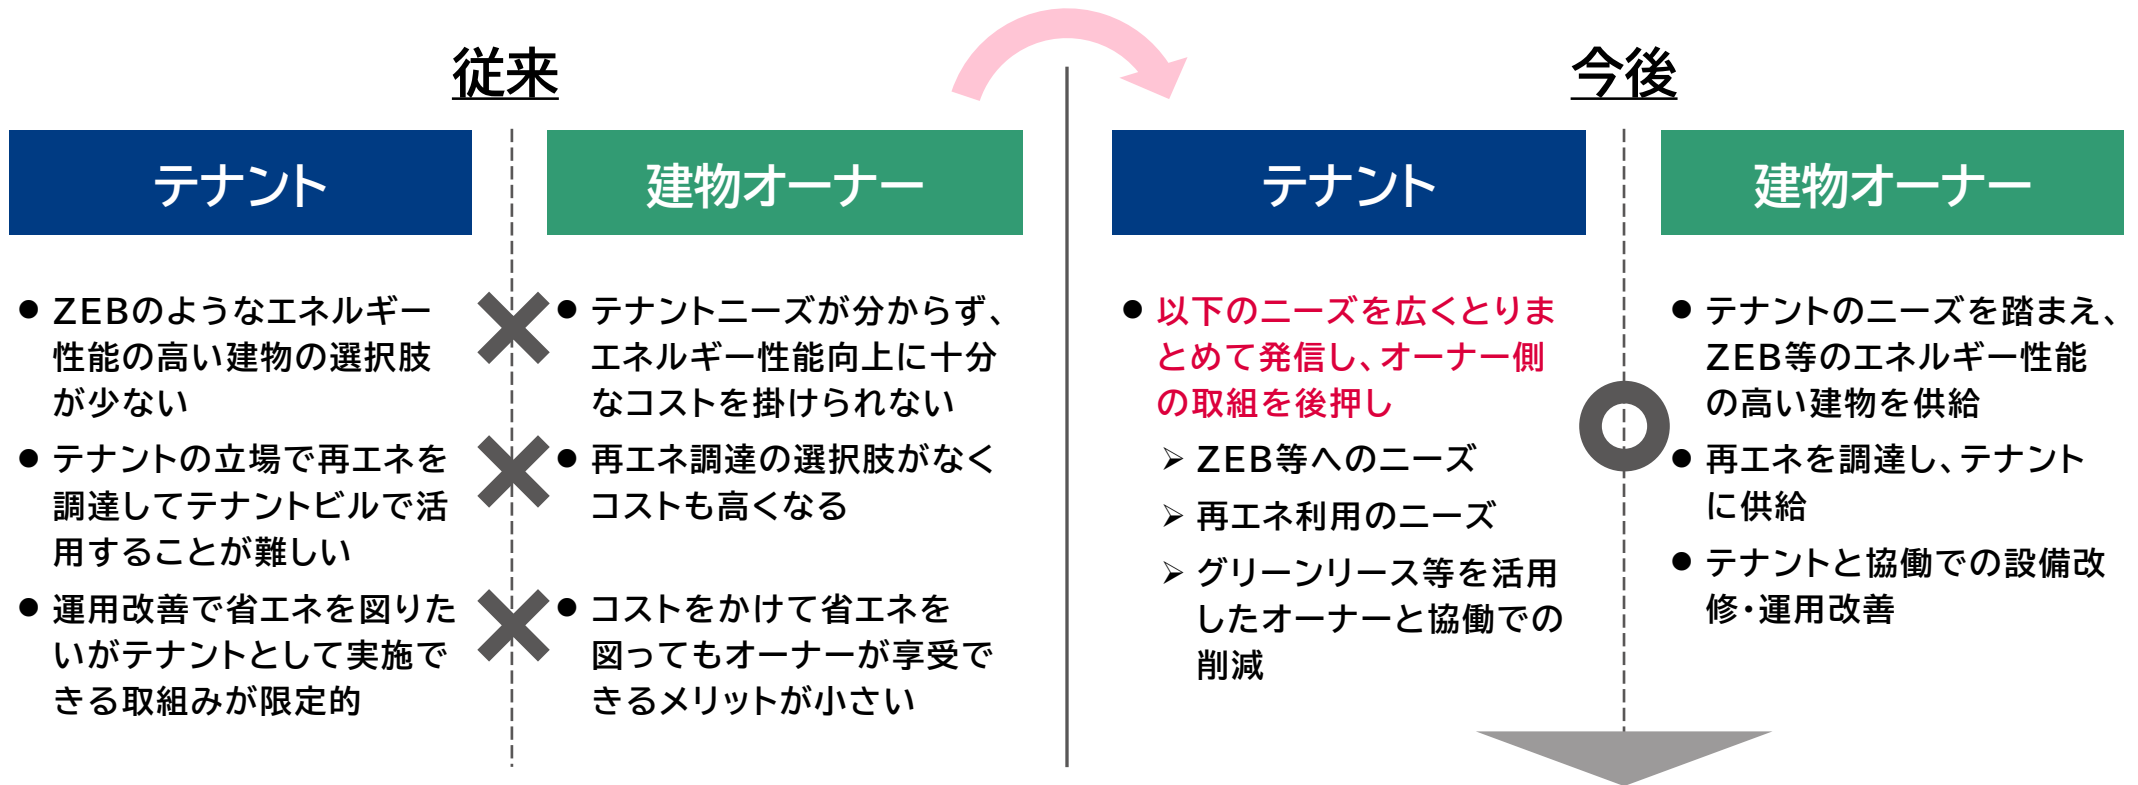 従来
テナント
建物オーナー
● ZEBのようなエネルギー
性能の高い建物の選択肢
が少ない
● テナントの立場で再エネを
調達してテナントビルで活
用することが難しい
● 運用改善で省エネを図りた
いがテナントとして実施で
きる取組みが限定的
● テナントニーズが分からず、
エネルギー性能向上に十分
なコストを掛けられない
● 再エネ調達の選択肢がなく
コストも高くなる
● コストをかけて省エネを
図ってもオーナーが享受で
きるメリットが小さい
今後
テナント
建物オーナー
● 以下のニーズを広くとりま
とめて発信し、オーナー側
の取組を後押し
➢ ZEB等へのニーズ
➢ 再エネ利用のニーズ
➢ グリーンリース等を活用
したオーナーと協働での
削減
● テナントのニーズを踏まえ、
ZEB等のエネルギー性能
の高い建物を供給
● 再エネを調達し、テナント
に供給
● テナントと協働での設備改
修・運用改善